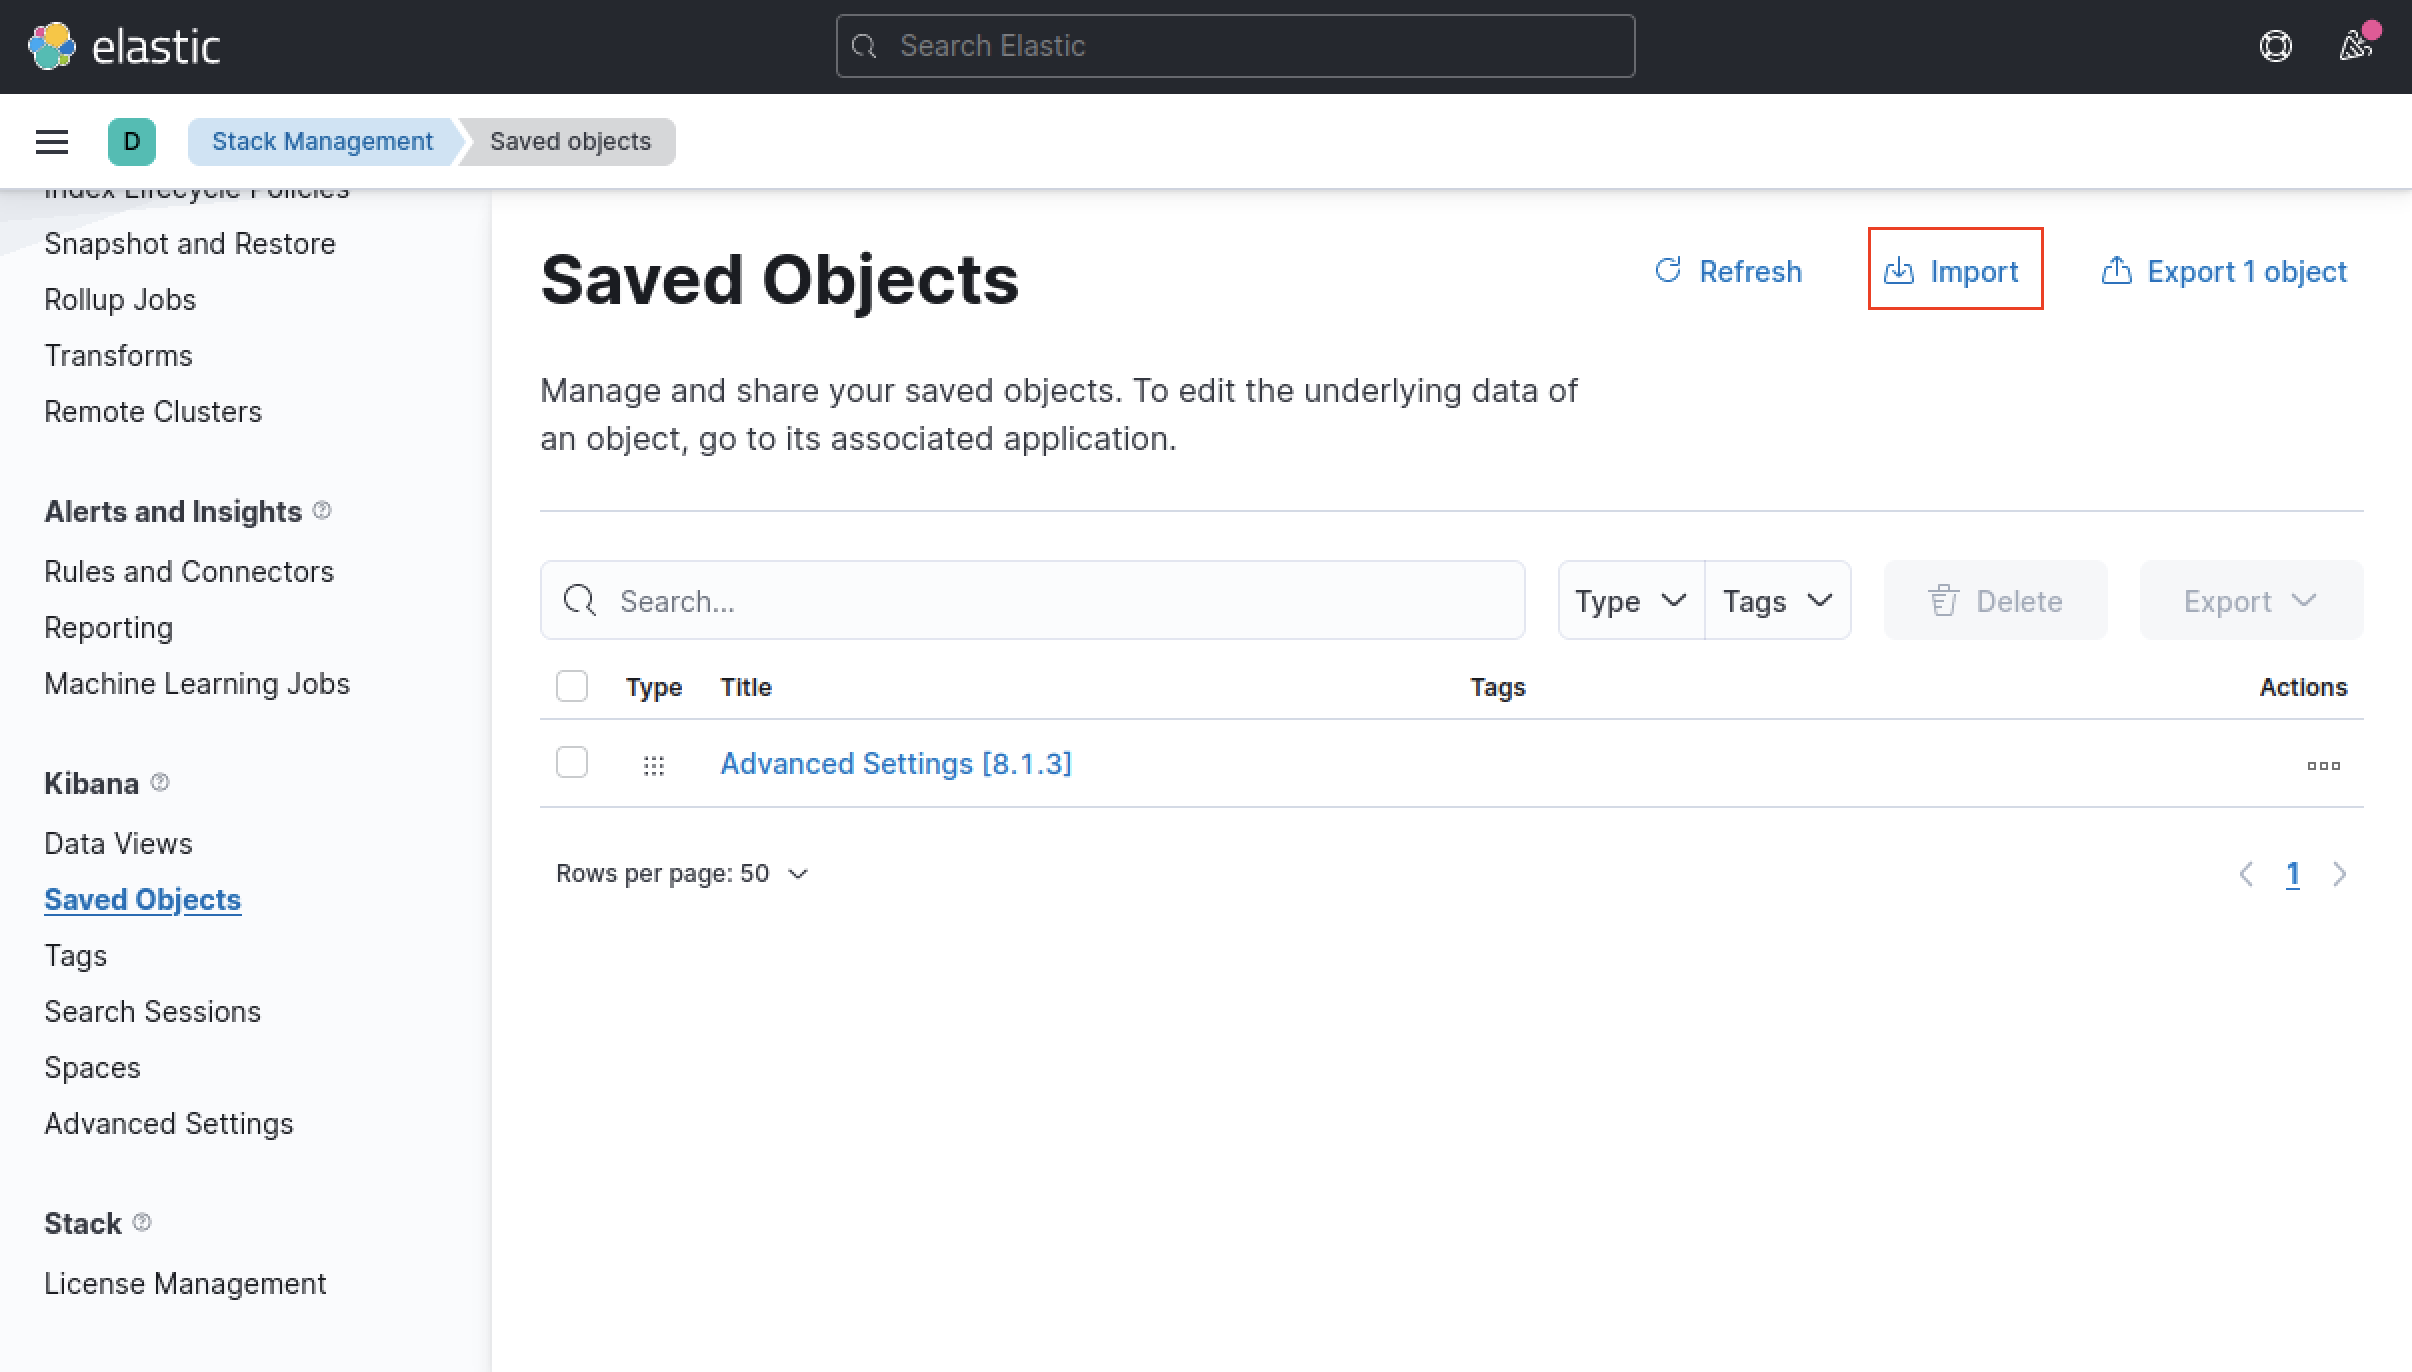 elastic
Search Elastic
D
Stack Management
Saved objects
Index Lifecycle Policies
Snapshot and Restore
Rollup Jobs
Transforms
Remote Clusters
Alerts and Insights
Rules and Connectors
Reporting
Machine Learning Jobs
Kibana
Data Views
Saved Objects
Tags
Search Sessions
Spaces
Advanced Settings
Stack
License Management
Saved Objects
Refresh
Import
Export 1 object
Manage and share your saved objects. To edit the underlying data of
an object, go to its associated application.
Search...
Type
Tags
Delete
Export
Type Title Tags Actions
Advanced Settings [8.1.3]
Rows per page: 50
1